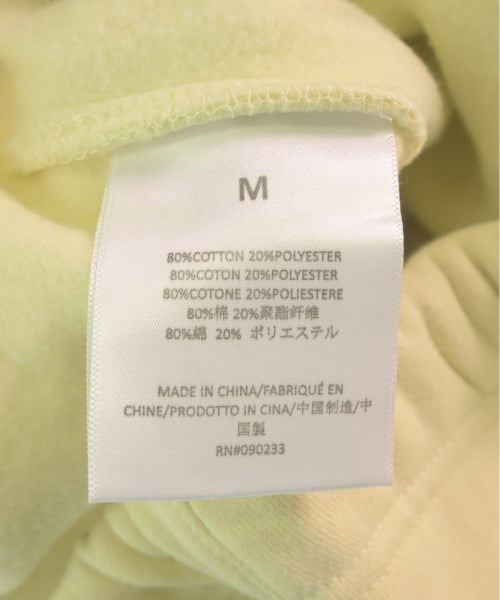 M
80%COTTON 20%POLYESTER
80%COTON 20%POLYESTER
80%COTONE 20%POLIESTERE
80%棉 20%聚酯纤维
80%綿 20% ポリエステル
MADE IN CHINA/FABRIQUÉ EN
CHINE/PRODOTTO IN CINA/中国制造/中
国製
RN#090233